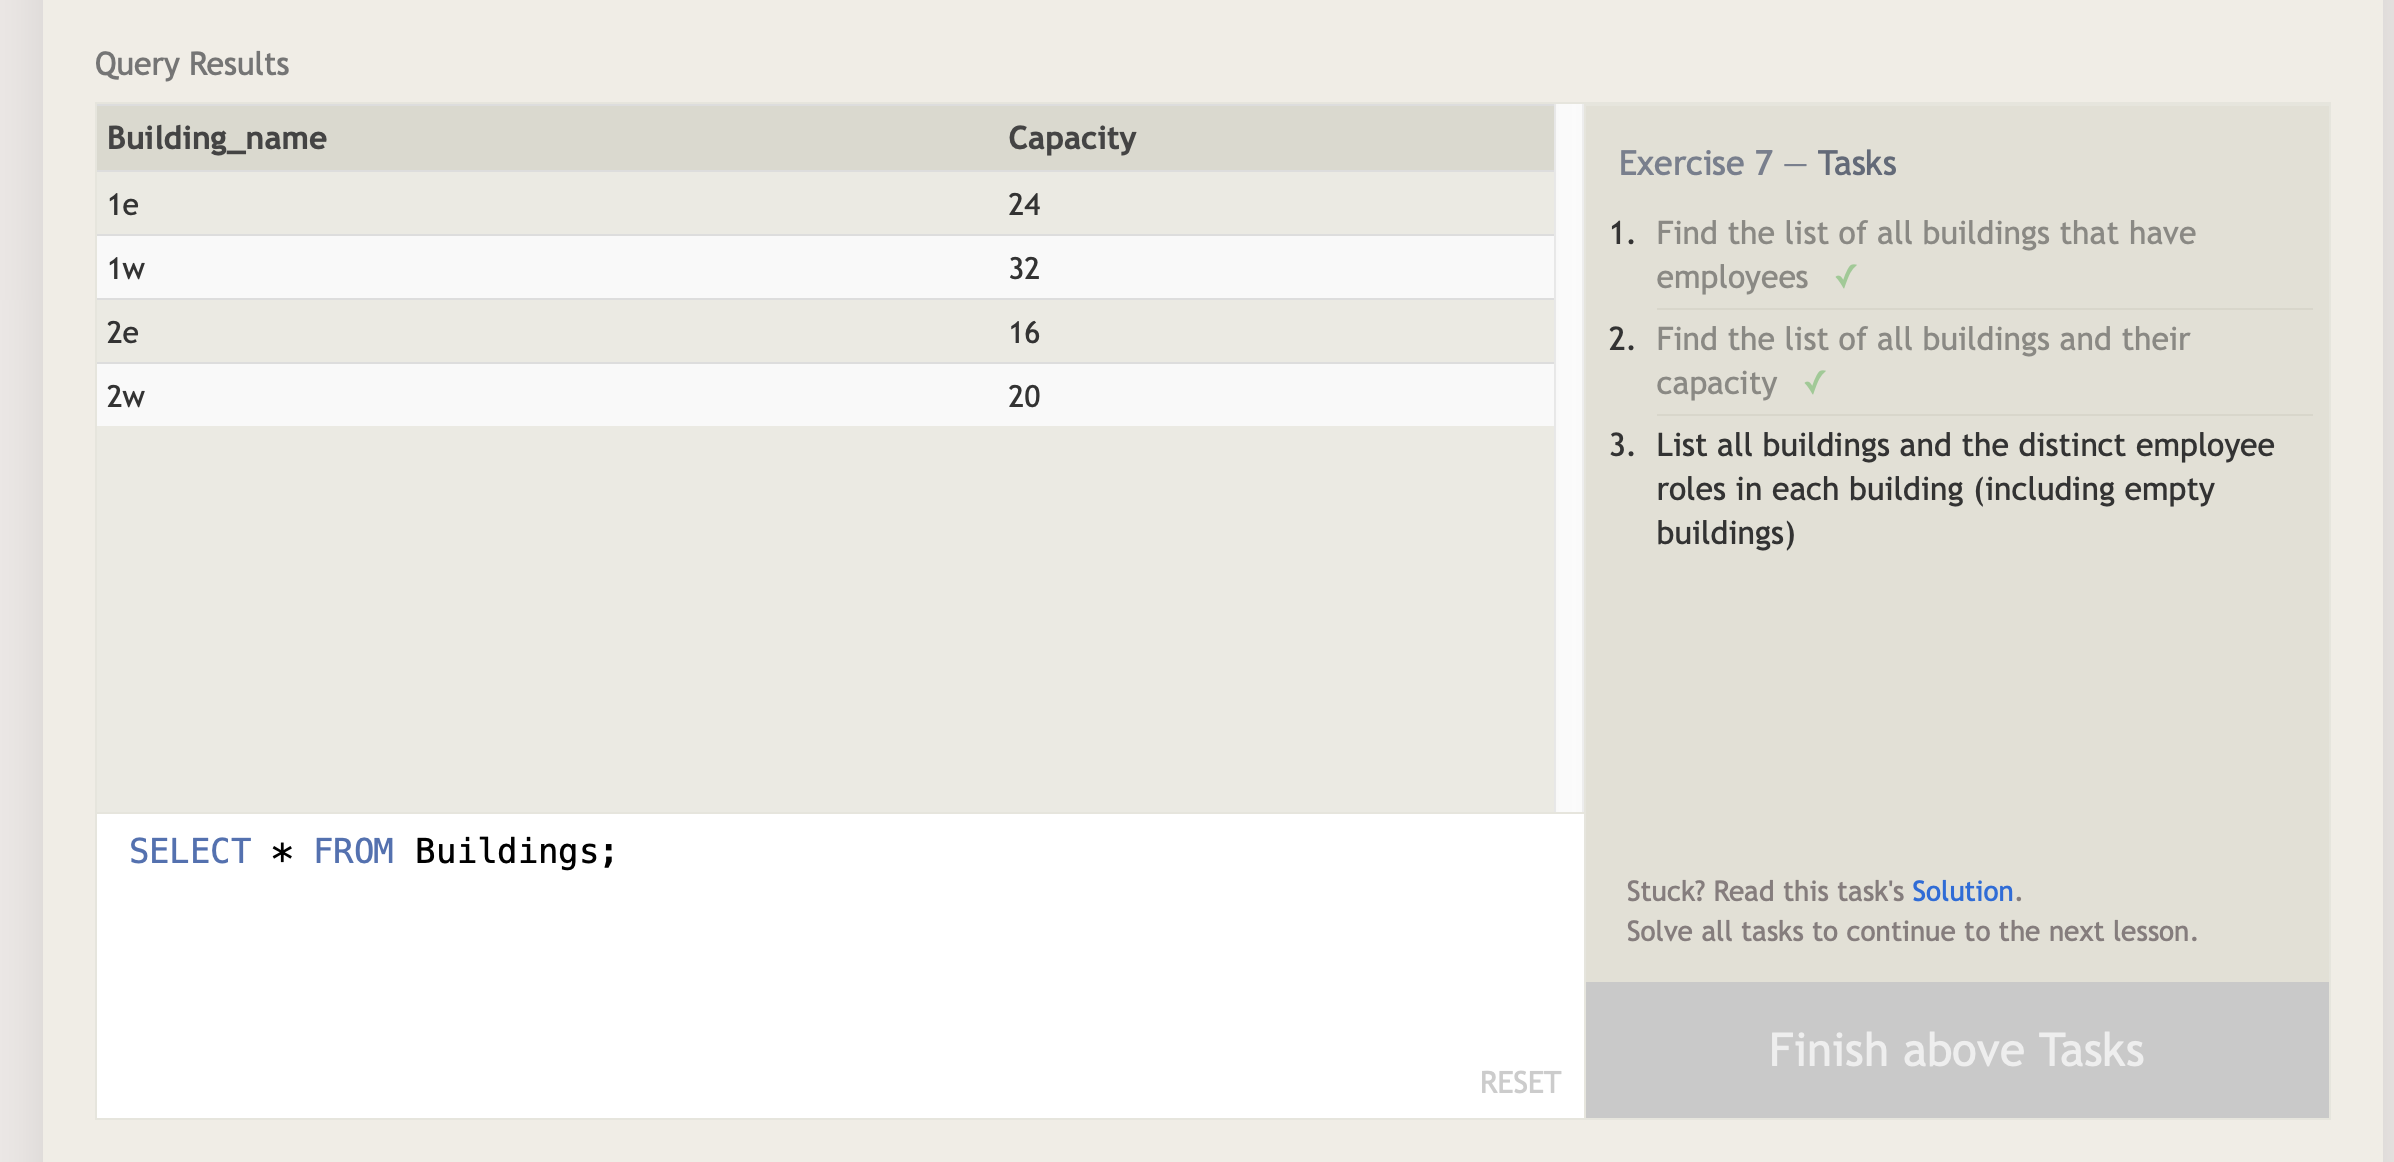 Query Results
Building_name Capacity
1e 24
1w 32
2e 16
2w 20
SELECT * FROM Buildings;
RESET
Exercise 7 — Tasks
1. Find the list of all buildings that have
employees ✓
2. Find the list of all buildings and their
capacity ✓
3. List all buildings and the distinct employee
roles in each building (including empty
buildings)
Stuck? Read this task's Solution.
Solve all tasks to continue to the next lesson.
Finish above Tasks